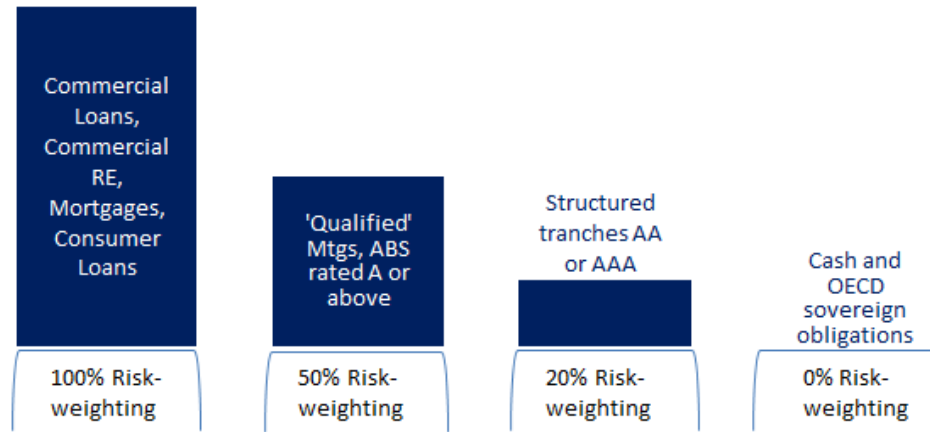 Commercial
Loans,
Commercial
RE,
Mortgages,
Consumer
Loans
100% Risk-
weighting
'Qualified'
Mtgs, ABS
rated A or
above
50% Risk-
weighting
Structured
tranches AA
or AAA
20% Risk-
weighting
Cash and
OECD
sovereign
obligations
0% Risk-
weighting